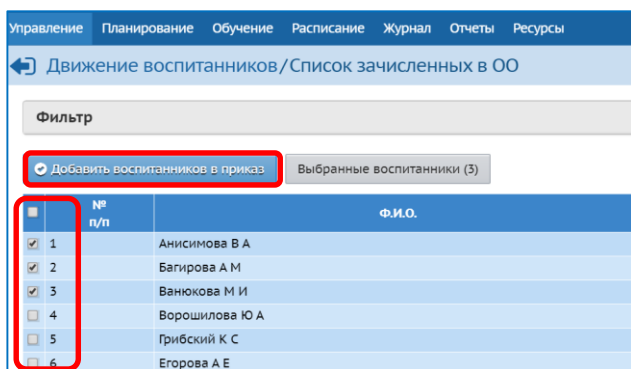 Управление Планирование Обучение Расписание Журнал Отчеты Ресурсы
Движение воспитанников/Список зачисленных в ОО
Фильтр
Добавить воспитанников в приказ Выбранные воспитанники (3)
№ п/п Ф.И.О.
1 Анисимова В А
2 Багирова А М
3 Ванюкова М И
4 Ворошилова Ю А
5 Грибский К С
6 Егорова А Е